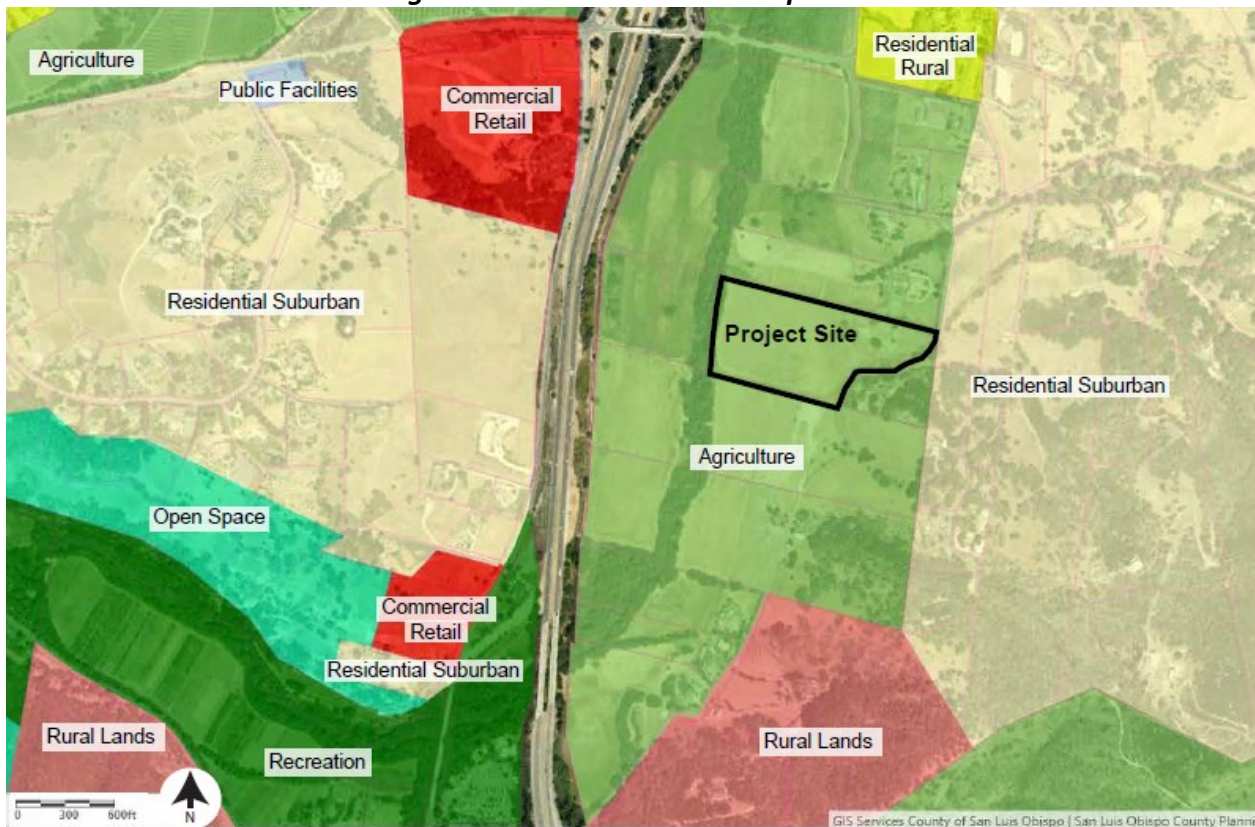 Agriculture
Public Facilities
Commercial
Retail
Residential
Rural
Residential Suburban
Project Site
Residential Suburban
Agriculture
Open Space
Commercial
Retail
Residential Suburban
Rural Lands
Recreation
Rural Lands
0 300 600ft
N
GIS Services County of San Luis Obispo | San Luis Obispo County Planni